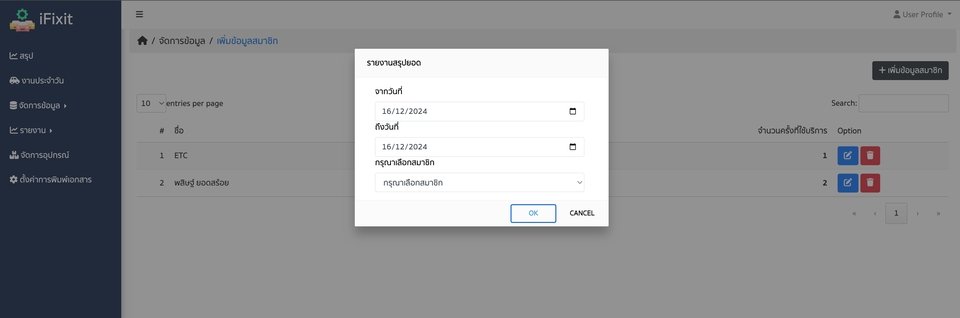 iFixit
User Profile
สรุป
งานประจำวัน
จัดการข้อมูล
รายงาน
จัดการอุปกรณ์
ตั้งค่าการพิมพ์เอกสาร
/ จัดการข้อมูล / เพิ่มข้อมูลสมาชิก
+ เพิ่มข้อมูลสมาชิก
10 entries per page
Search:
# ชื่อ จำนวนครั้งที่ใช้บริการ Option
1 ETC 1
2 พสิษฐ์ ยอดสร้อย 2
« ‹ 1 › »
รายงานสรุปยอด
จากวันที่
16/12/2024
ถึงวันที่
16/12/2024
กรุณาเลือกสมาชิก
กรุณาเลือกสมาชิก
OK CANCEL